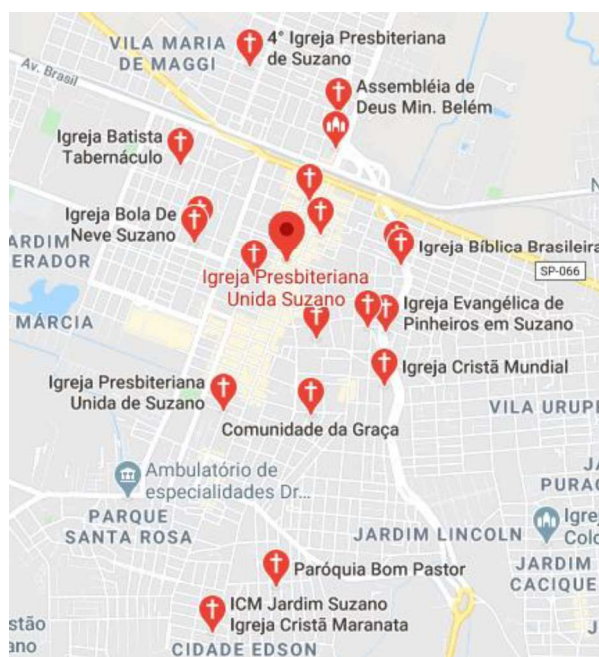 VILA MARIA
DE MAGGI
4° Igreja Presbiteriana
de Suzano
Av. Brasil
Assembléia de
Deus Min. Belém
Igreja Batista
Tabernáculo
Igreja Bola De
Neve Suzano
ARDIM
ERADOR
Igreja Bíblica Brasileira
SP-066
Igreja Presbiteriana
Unida Suzano
MÁRCIA
Igreja Evangélica de
Pinheiros em Suzano
Igreja Cristã Mundial
Igreja Presbiteriana
Unida de Suzano
VILA URUPE
Comunidade da Graça
Ambulatório de
especialidades Dr...
JA
PURAC
PARQUE
SANTA ROSA
JARDIM LINCOLN
Igre
Colo
JARDIM
CACIQUE
Paróquia Bom Pastor
ICM Jardim Suzano
Igreja Cristã Maranata
stão
ano
CIDADE EDSON
J